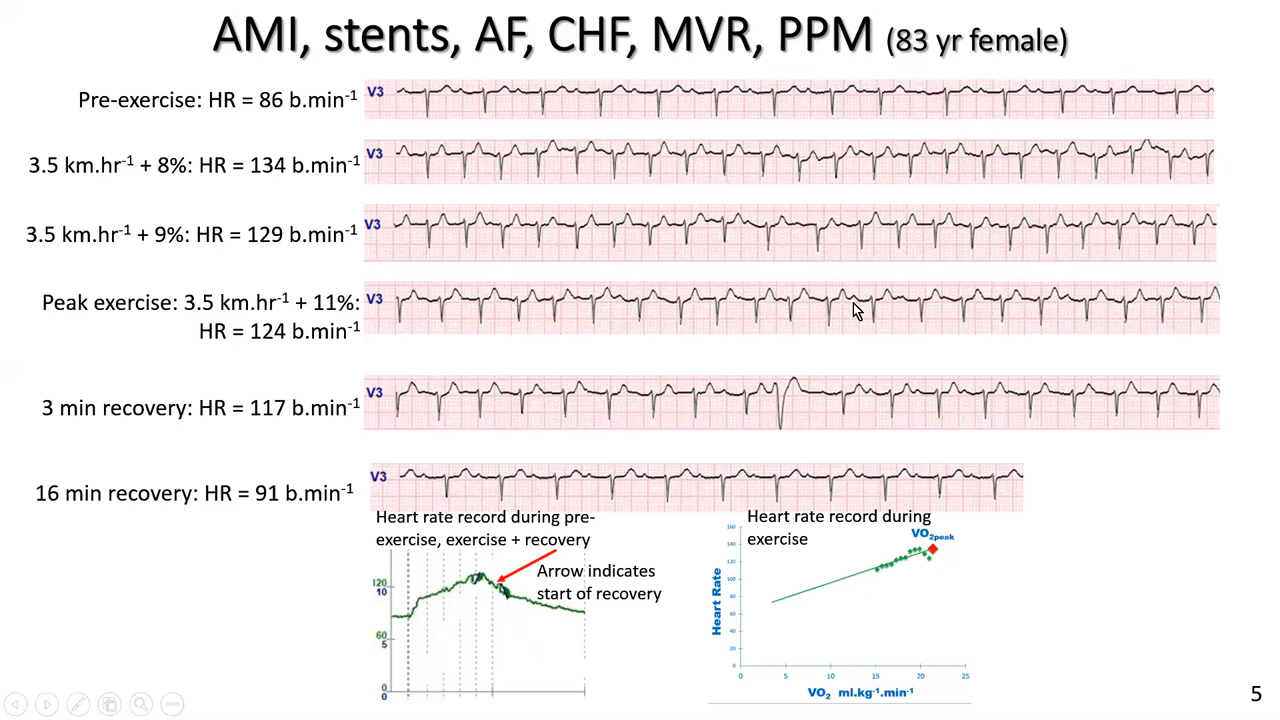 AMI, stents, AF, CHF, MVR, PPM (83 yr female)
Pre-exercise: HR = 86 b.min⁻¹
V3
3.5 km.hr⁻¹ + 8%: HR = 134 b.min⁻¹
V3
3.5 km.hr⁻¹ + 9%: HR = 129 b.min⁻¹
V3
Peak exercise: 3.5 km.hr⁻¹ + 11%:
HR = 124 b.min⁻¹
V3
3 min recovery: HR = 117 b.min⁻¹
V3
16 min recovery: HR = 91 b.min⁻¹
V3
Heart rate record during pre-
exercise, exercise + recovery
Arrow indicates
start of recovery
120
10
60
5
0
0
Heart rate record during
exercise
VO₂peak
Heart Rate
160
140
120
100
80
60
40
20
0
0 5 10 15 20 25
VO₂ ml.kg⁻¹.min⁻¹
5